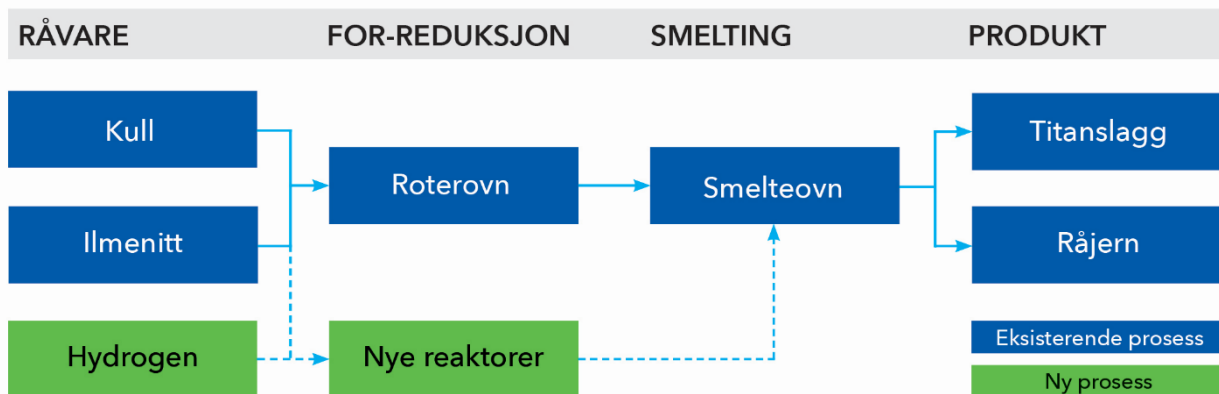 RÅVARE
FOR-REDUKSJON
SMELTING
PRODUKT
Kull
Roterovn
Smelteovn
Titanslagg
Ilmenitt
Råjern
Hydrogen
Nye reaktorer
Eksisterende prosess
Ny prosess